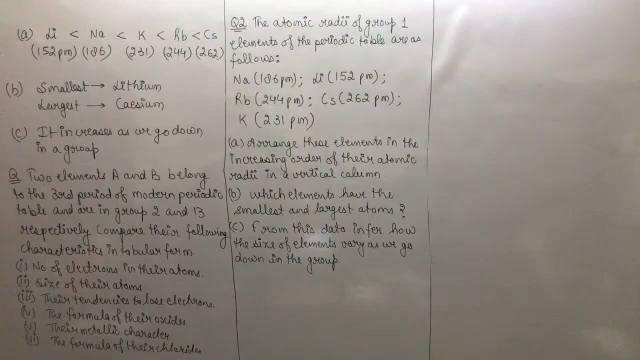 (a) Li < Na < K < Rb < Cs
(152 pm) (186) (231) (244) (262)
(b) Smallest → Lithium
Largest → Caesium
(c) It increases as we go down
in a group
Q Two elements A and B belong
to the 3rd period of modern periodic
table and are in group 2 and 13
respectively compare their following
characteristics in tabular form
(i) No of electrons in their atoms.
(ii) size of their atoms
(iii) Their tendencies to lose electrons.
(v) The formula of their oxides
(v) Their metallic character
(vi) The formula of their chlorides
Q2 The atomic radii of group 1
elements of the periodic table are as
follows:
Na (186 pm); Li (152 pm);
Rb (244 pm); Cs (262 pm);
K (231 pm)
(a) Arrange these elements in the
increasing order of their atomic
radii in a vertical column.
(b) which elements have the
smallest and largest atoms?
(c) From this data infer how
the size of elements vary as we go
down in the group.